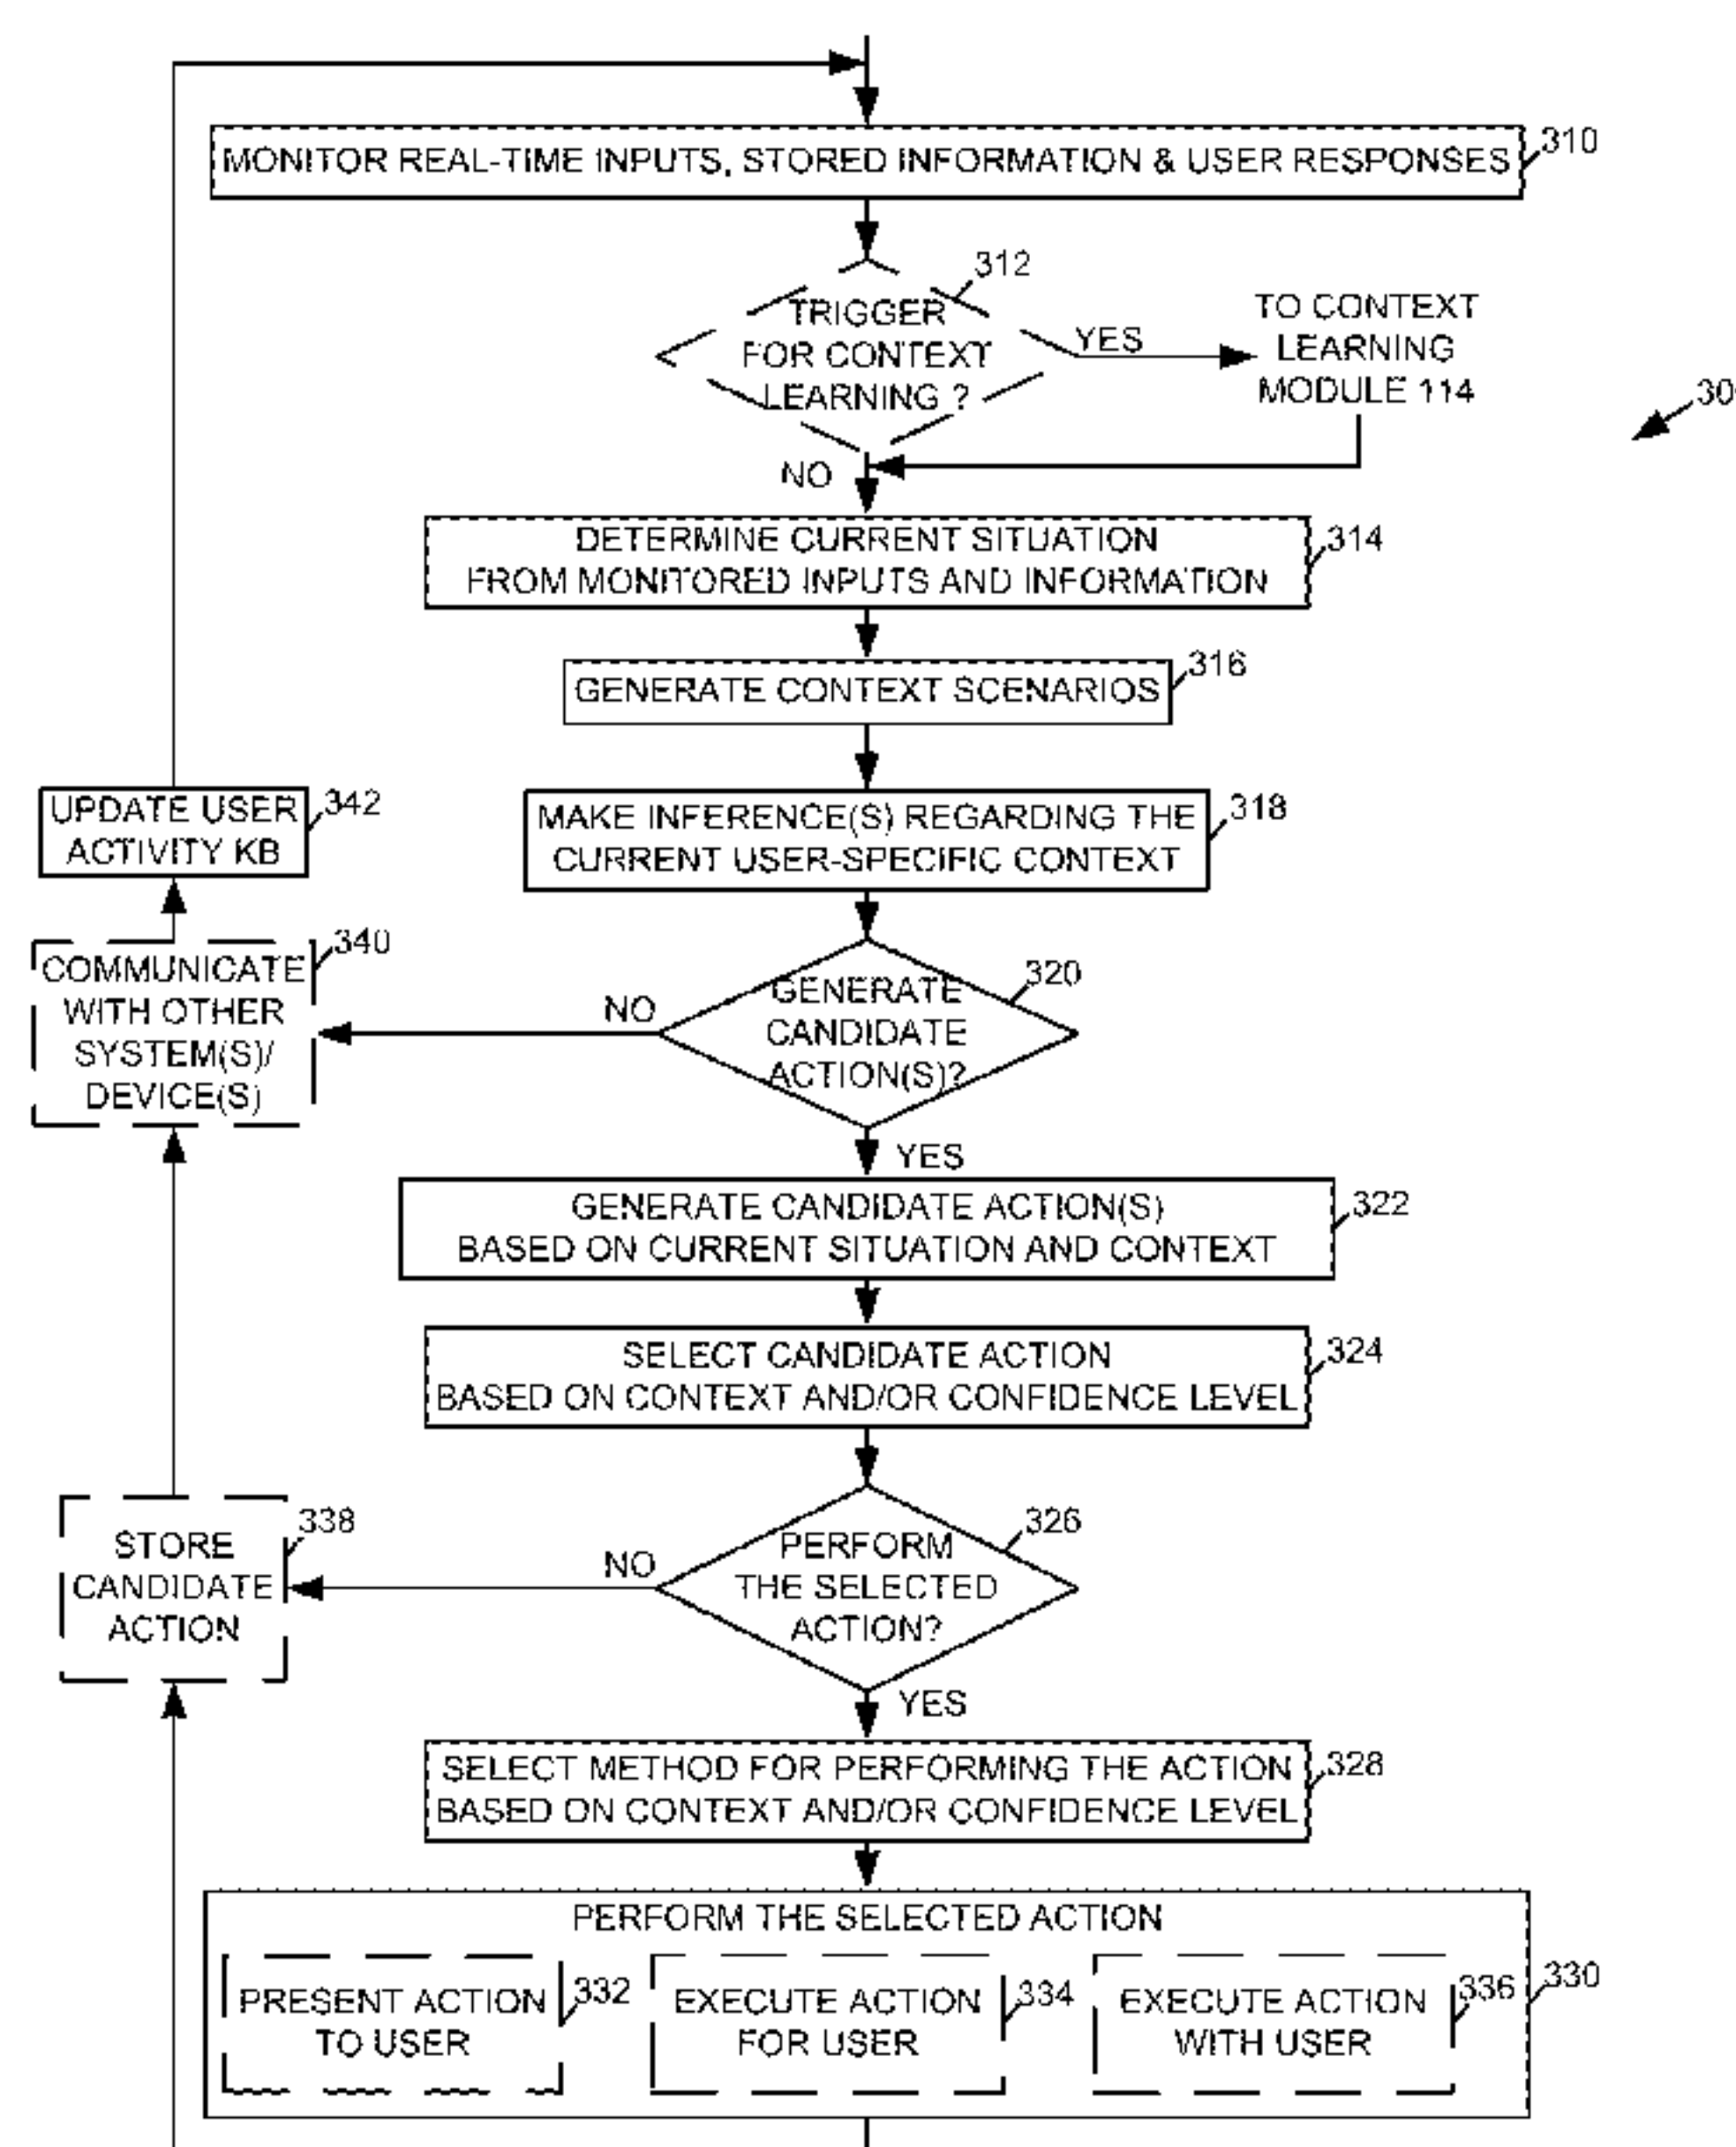 MONITOR REAL-TIME INPUTS, STORED INFORMATION & USER RESPONSES
310
312
TRIGGER
FOR CONTEXT
LEARNING ?
YES
TO CONTEXT
LEARNING
MODULE 114
30
NO
DETERMINE CURRENT SITUATION
FROM MONITORED INPUTS AND INFORMATION
314
GENERATE CONTEXT SCENARIOS
316
UPDATE USER
ACTIVITY KB
342
MAKE INFERENCE(S) REGARDING THE
CURRENT USER-SPECIFIC CONTEXT
318
COMMUNICATE
WITH OTHER
SYSTEM(S)/
DEVICE(S)
340
NO
GENERATE
CANDIDATE
ACTION(S)?
320
YES
GENERATE CANDIDATE ACTION(S)
BASED ON CURRENT SITUATION AND CONTEXT
322
SELECT CANDIDATE ACTION
BASED ON CONTEXT AND/OR CONFIDENCE LEVEL
324
STORE
CANDIDATE
ACTION
338
NO
PERFORM
THE SELECTED
ACTION?
326
YES
SELECT METHOD FOR PERFORMING THE ACTION
BASED ON CONTEXT AND/OR CONFIDENCE LEVEL
328
PERFORM THE SELECTED ACTION
330
PRESENT ACTION
TO USER
332
EXECUTE ACTION
FOR USER
334
EXECUTE ACTION
WITH USER
336